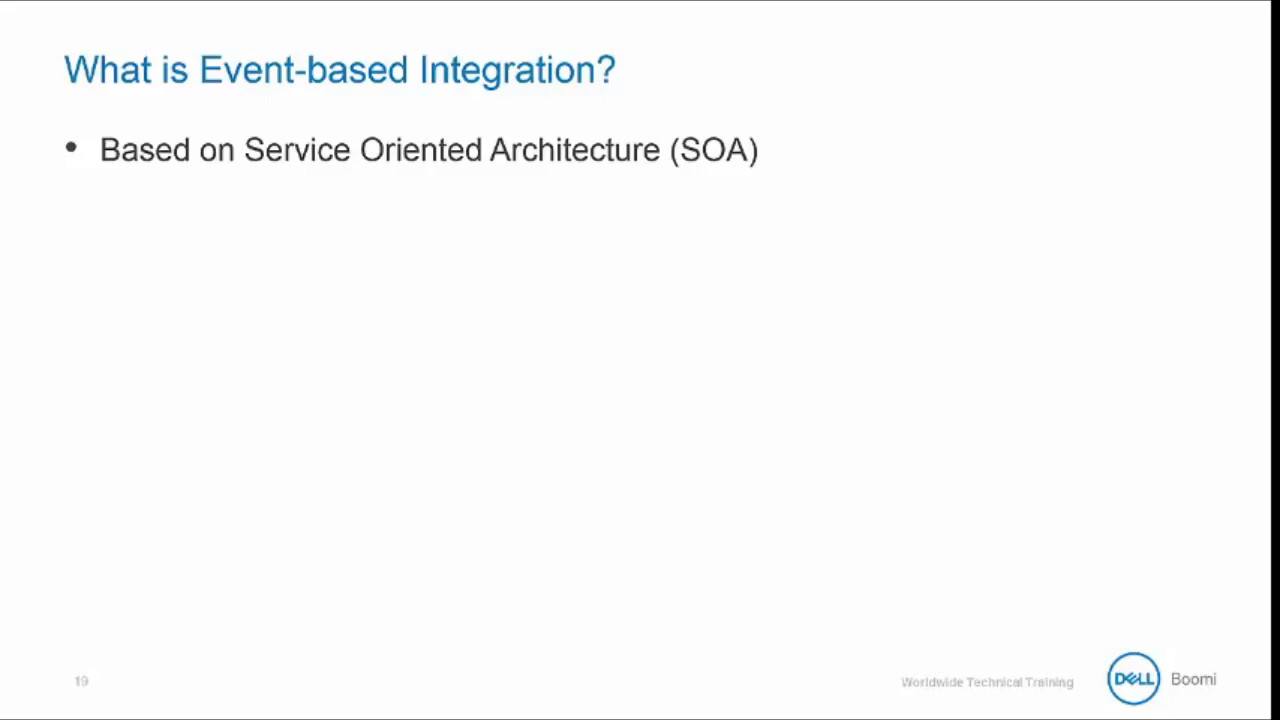 What is Event-based Integration?
• Based on Service Oriented Architecture (SOA)
19
Worldwide Technical Training
DELL Boomi